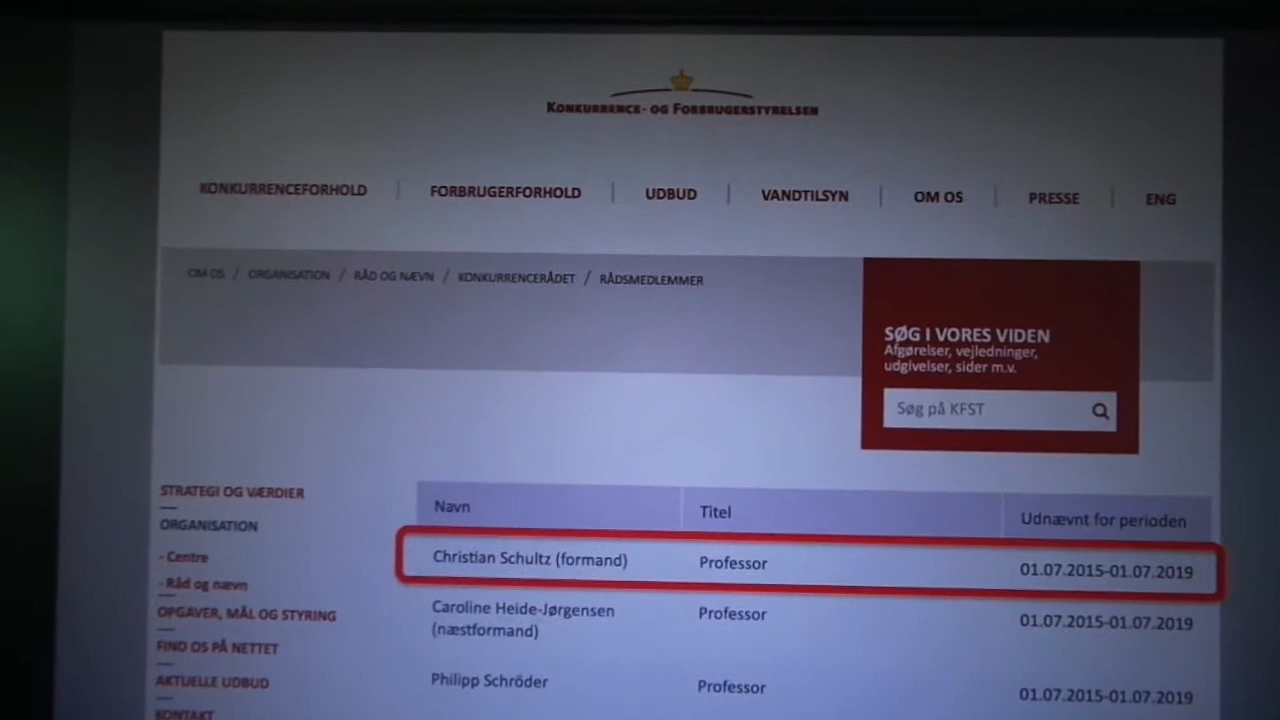 KONKURRENCE- OG FORBRUGERSTYRELSEN
KONKURRENCEFORHOLD
FORBRUGERFORHOLD
UDBUD
VANDTILSYN
OM OS
PRESSE
ENG
OM OS / ORGANISATION / RÅD OG NÆVN / KONKURRENCERÅDET / RÅDSMEDLEMMER
SØG I VORES VIDEN
Afgørelser, vejledninger,
udgivelser, sider m.v.
Søg på KFST
STRATEGI OG VÆRDIER
ORGANISATION
- Centre
- Råd og nævn
OPGAVER, MÅL OG STYRING
FIND OS PÅ NETTET
AKTUELLE UDBUD
KONTAKT
Navn Titel Udnævnt for perioden
Christian Schultz (formand) Professor 01.07.2015-01.07.2019
Caroline Heide-Jørgensen Professor 01.07.2015-01.07.2019
(næstformand)
Philipp Schröder Professor 01.07.2015-01.07.2019